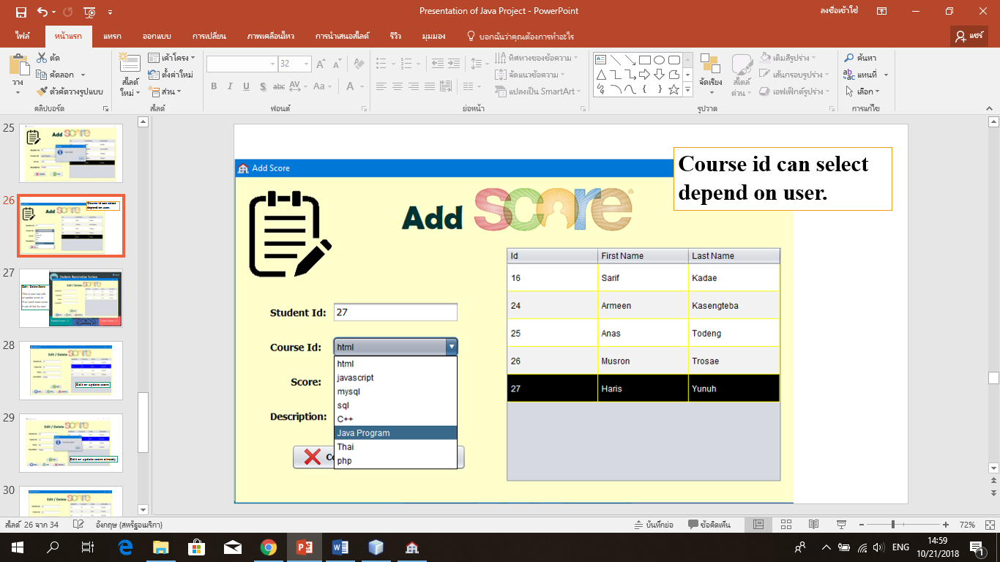 Presentation of Java Project - PowerPoint
ลงชื่อเข้าใช้
ไฟล์
หน้าแรก
แทรก
ออกแบบ
การเปลี่ยน
ภาพเคลื่อนไหว
การนำเสนอสไลด์
รีวิว
มุมมอง
บอกฉันว่าคุณต้องการทำอะไร
แชร์
วาง
ตัด
คัดลอก
ตัวคัดวางรูปแบบ
คลิปบอร์ด
สไลด์
ใหม่
เค้าโครง
ตั้งค่าใหม่
ส่วน
สไลด์
32
B I U S abc AV Aa A
ฟอนต์
ทิศทางของข้อความ
จัดแนวข้อความ
แปลงเป็น SmartArt
ย่อหน้า
จัดเรียง
สไตล์
ด่วน
เติมสีรูปร่าง
เส้นกรอบรูปร่าง
เอฟเฟ็กต์รูปร่าง
รูปวาด
ค้นหา
แทนที่
เลือก
การแก้ไข
25
26
27
28
29
30
Course id can select
depend on user.
Edit or update score
Edit or update score already
Add Score
Add SCORE
Student Id: 27
Course Id: html
html
javascript
mysql
sql
C++
Java Program
Thai
php
Score:
Description:
Id First Name Last Name
16 Sarif Kadae
24 Armeen Kasengteba
25 Anas Todeng
26 Musron Trosae
27 Haris Yunuh
Course id can select
depend on user.
สไลด์ 26 จาก 34
อังกฤษ (สหรัฐอเมริกา)
บันทึกย่อ
ข้อคิดเห็น
72%
ENG
14:59
10/21/2018
1